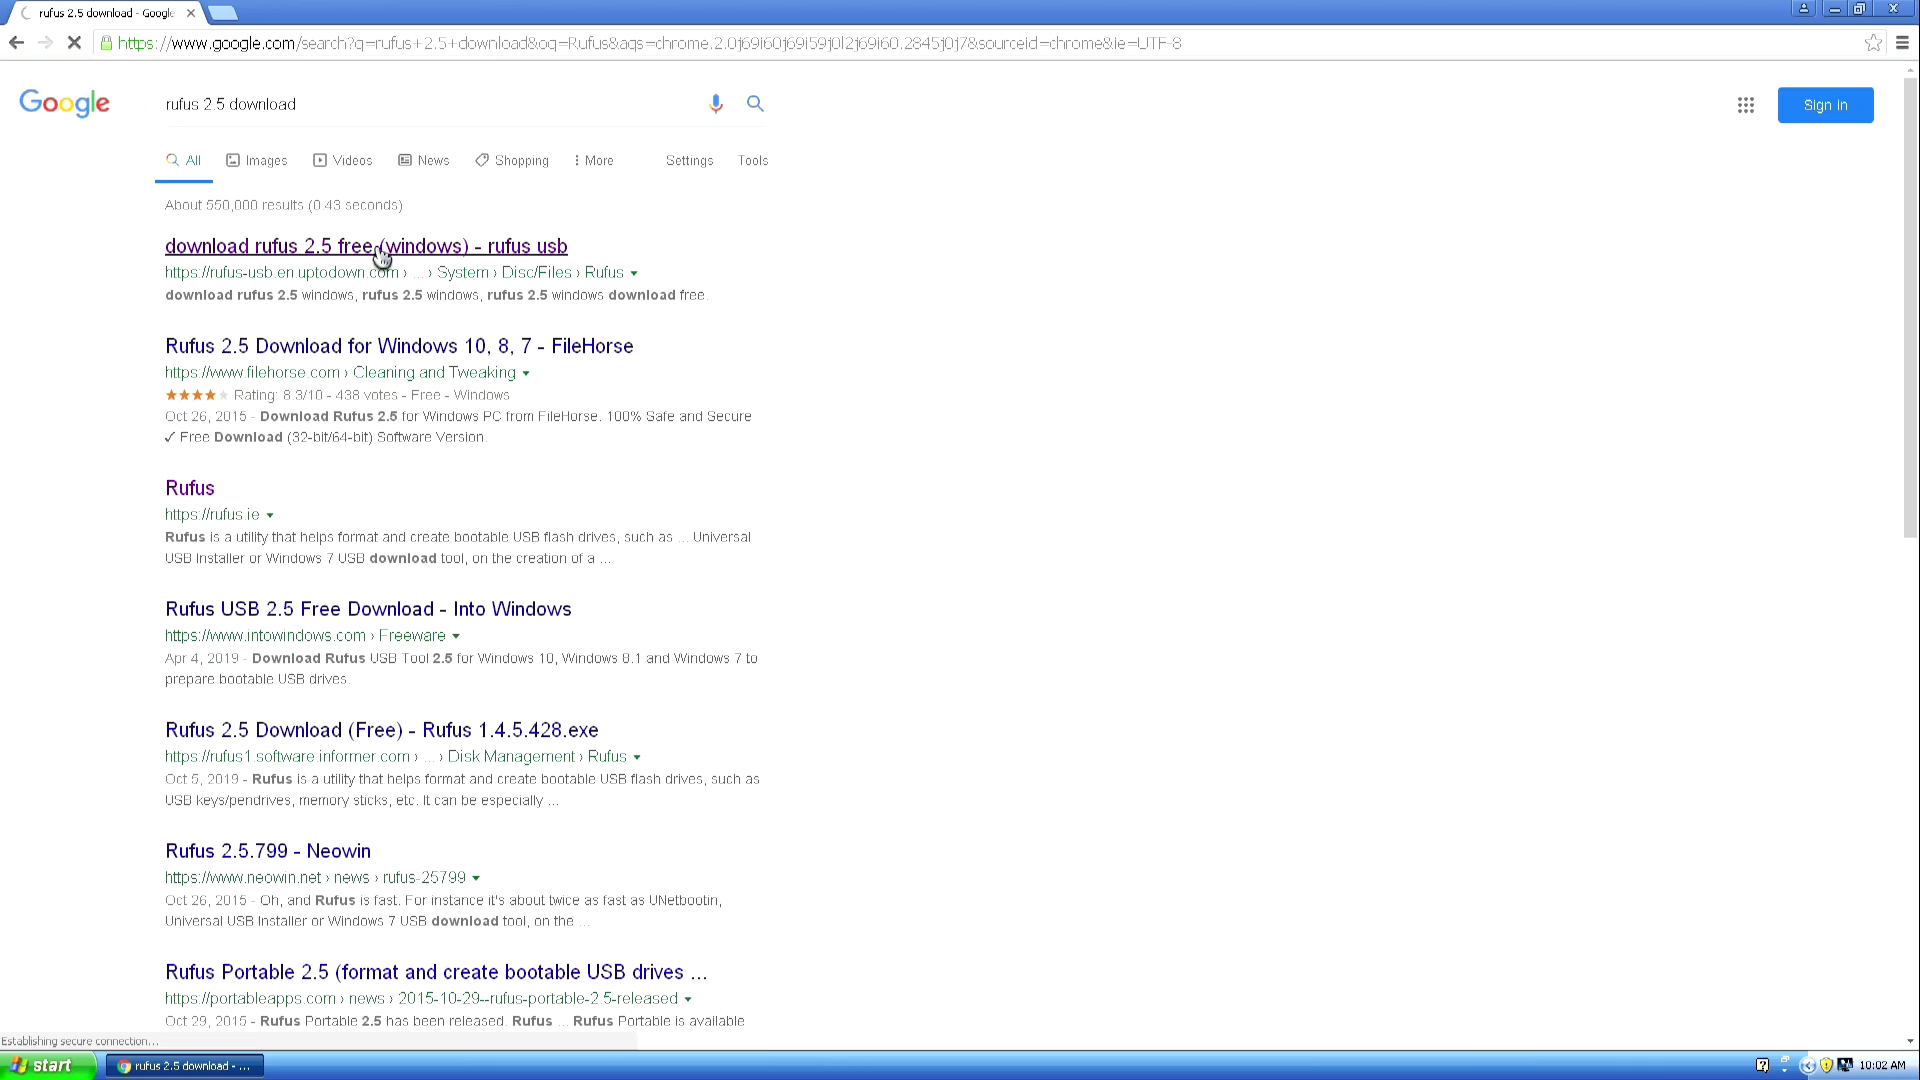 rufus 2.5 download - Google
https://www.google.com/search?q=rufus+2.5+download&oq=Rufus&aqs=chrome.2.0j69i60j69i59j0l2j69i60.2845j0j7&sourceid=chrome&ie=UTF-8
Google
rufus 2.5 download
Sign in
All Images Videos News Shopping More Settings Tools
About 550,000 results (0.43 seconds)
download rufus 2.5 free (windows) - rufus usb
https://rufus-usb.en.uptodown.com › ... › System › Disc/Files › Rufus
download rufus 2.5 windows, rufus 2.5 windows, rufus 2.5 windows download free.
Rufus 2.5 Download for Windows 10, 8, 7 - FileHorse
https://www.filehorse.com › Cleaning and Tweaking
Rating: 8.3/10 - 438 votes - Free - Windows
Oct 26, 2015 - Download Rufus 2.5 for Windows PC from FileHorse. 100% Safe and Secure
✓ Free Download (32-bit/64-bit) Software Version.
Rufus
https://rufus.ie
Rufus is a utility that helps format and create bootable USB flash drives, such as ... Universal
USB Installer or Windows 7 USB download tool, on the creation of a ...
Rufus USB 2.5 Free Download - Into Windows
https://www.intowindows.com › Freeware
Apr 4, 2019 - Download Rufus USB Tool 2.5 for Windows 10, Windows 8.1 and Windows 7 to
prepare bootable USB drives.
Rufus 2.5 Download (Free) - Rufus 1.4.5.428.exe
https://rufus1.software.informer.com › ... › Disk Management › Rufus
Oct 5, 2019 - Rufus is a utility that helps format and create bootable USB flash drives, such as
USB keys/pendrives, memory sticks, etc. It can be especially ...
Rufus 2.5.799 - Neowin
https://www.neowin.net › news › rufus-25799
Oct 26, 2015 - Oh, and Rufus is fast. For instance it's about twice as fast as UNetbootin,
Universal USB Installer or Windows 7 USB download tool, on the ...
Rufus Portable 2.5 (format and create bootable USB drives ...
https://portableapps.com › news › 2015-10-29--rufus-portable-2.5-released
Oct 29, 2015 - Rufus Portable 2.5 has been released. Rufus ... Rufus Portable is available
Establishing secure connection...
start
rufus 2.5 download - ...
10:02 AM